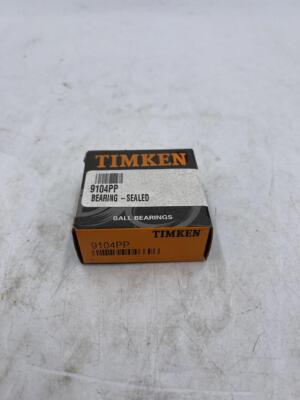 TIMKEN
9104PP
BEARING - SEALED
BALL BEARINGS
TIMKEN
9104PP